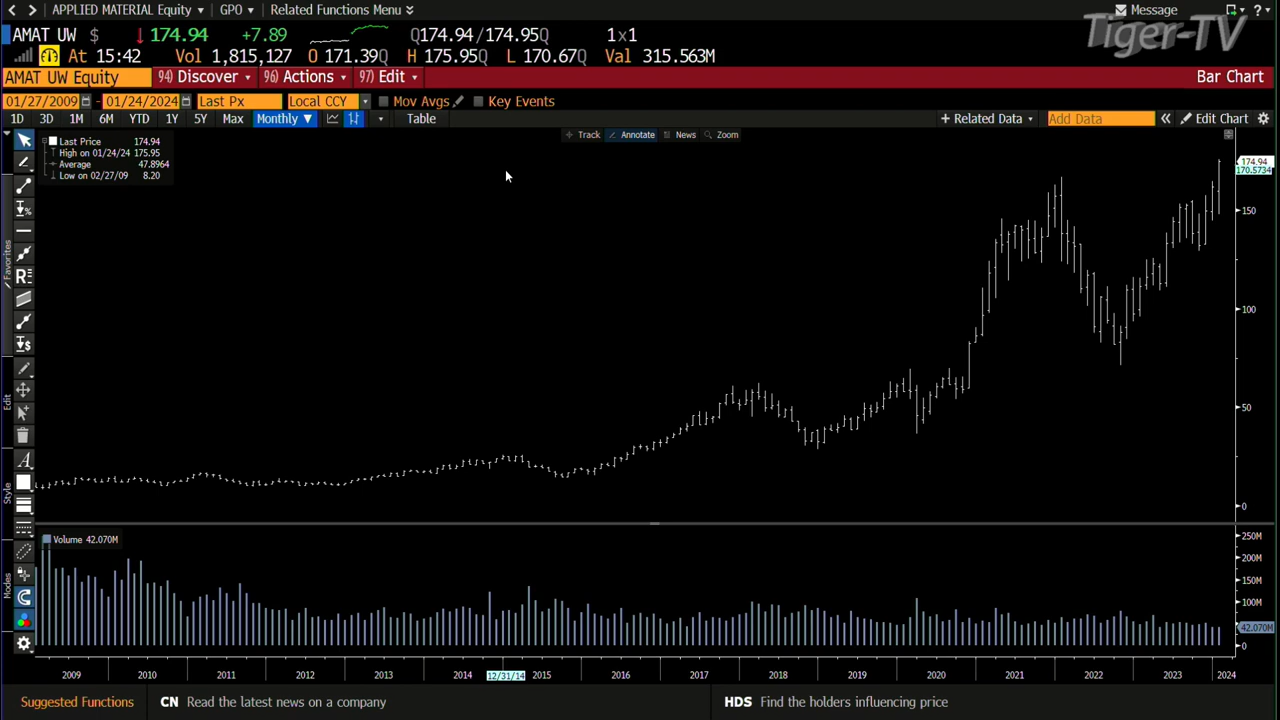 APPLIED MATERIAL Equity GPO Related Functions Menu Message
AMAT UW $ 174.94 +7.89 Q174.94/174.95Q 1x1
Tiger-TV
At 15:42 Vol 1,815,127 O 171.39Q H 175.95Q L 170.67Q Val 315.563M
AMAT UW Equity 94) Discover 96) Actions 97) Edit Bar Chart
01/27/2009 - 01/24/2024 Last Px Local CCY Mov Avgs Key Events
1D 3D 1M 6M YTD 1Y 5Y Max Monthly ▼ Table + Related Data Add Data « Edit Chart
Track Annotate News Zoom
Last Price 174.94
High on 01/24/24 175.95
Average 47.8964
Low on 02/27/09 8.20
174.94
170.5734
150
100
50
0
Favorites
Edit
Style
Modes
Volume 42.070M
250M
200M
150M
100M
42.070M
0
2009 2010 2011 2012 2013 2014 12/31/14 2015 2016 2017 2018 2019 2020 2021 2022 2023 2024
Suggested Functions CN Read the latest news on a company HDS Find the holders influencing price